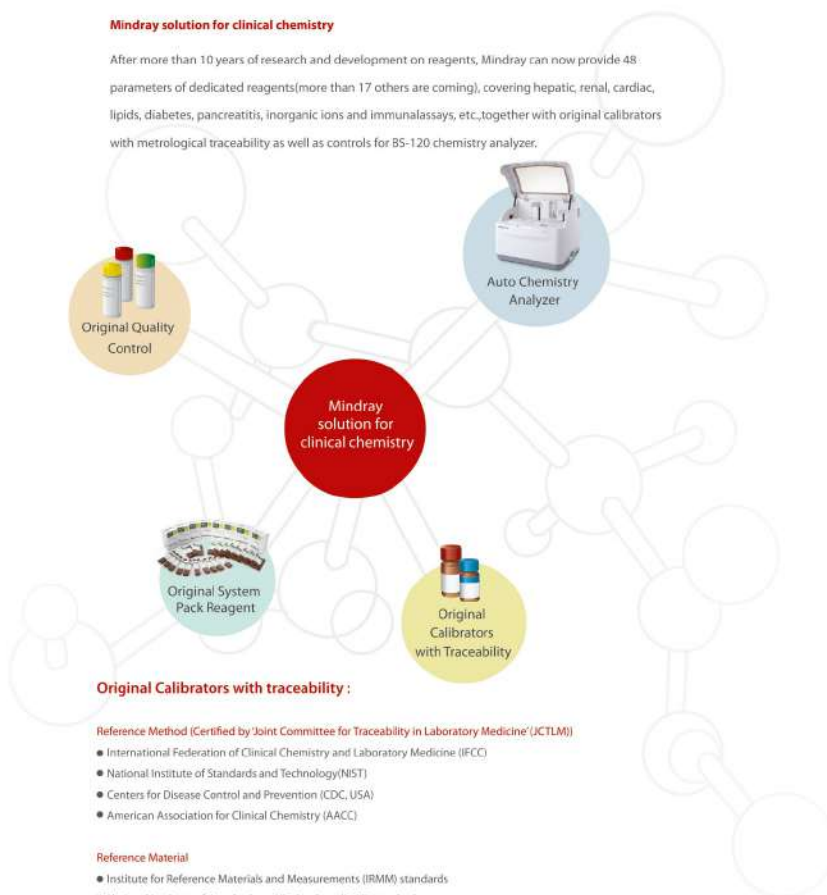 Mindray solution for clinical chemistry
After more than 10 years of research and development on reagents, Mindray can now provide 48
parameters of dedicated reagents(more than 17 others are coming), covering hepatic, renal, cardiac,
lipids, diabetes, pancreatitis, inorganic ions and immunalassays, etc.,together with original calibrators
with metrological traceability as well as controls for BS-120 chemistry analyzer.
Auto Chemistry
Analyzer
Original Quality
Control
Mindray
solution for
clinical chemistry
Original System
Pack Reagent
Original
Calibrators
with Traceability
Original Calibrators with traceability :
Reference Method (Certified by 'Joint Committee for Traceability in Laboratory Medicine' (JCTLM))
● International Federation of Clinical Chemistry and Laboratory Medicine (IFCC)
● National Institute of Standards and Technology(NIST)
● Centers for Disease Control and Prevention (CDC, USA)
● American Association for Clinical Chemistry (AACC)
Reference Material
● Institute for Reference Materials and Measurements (IRMM) standards